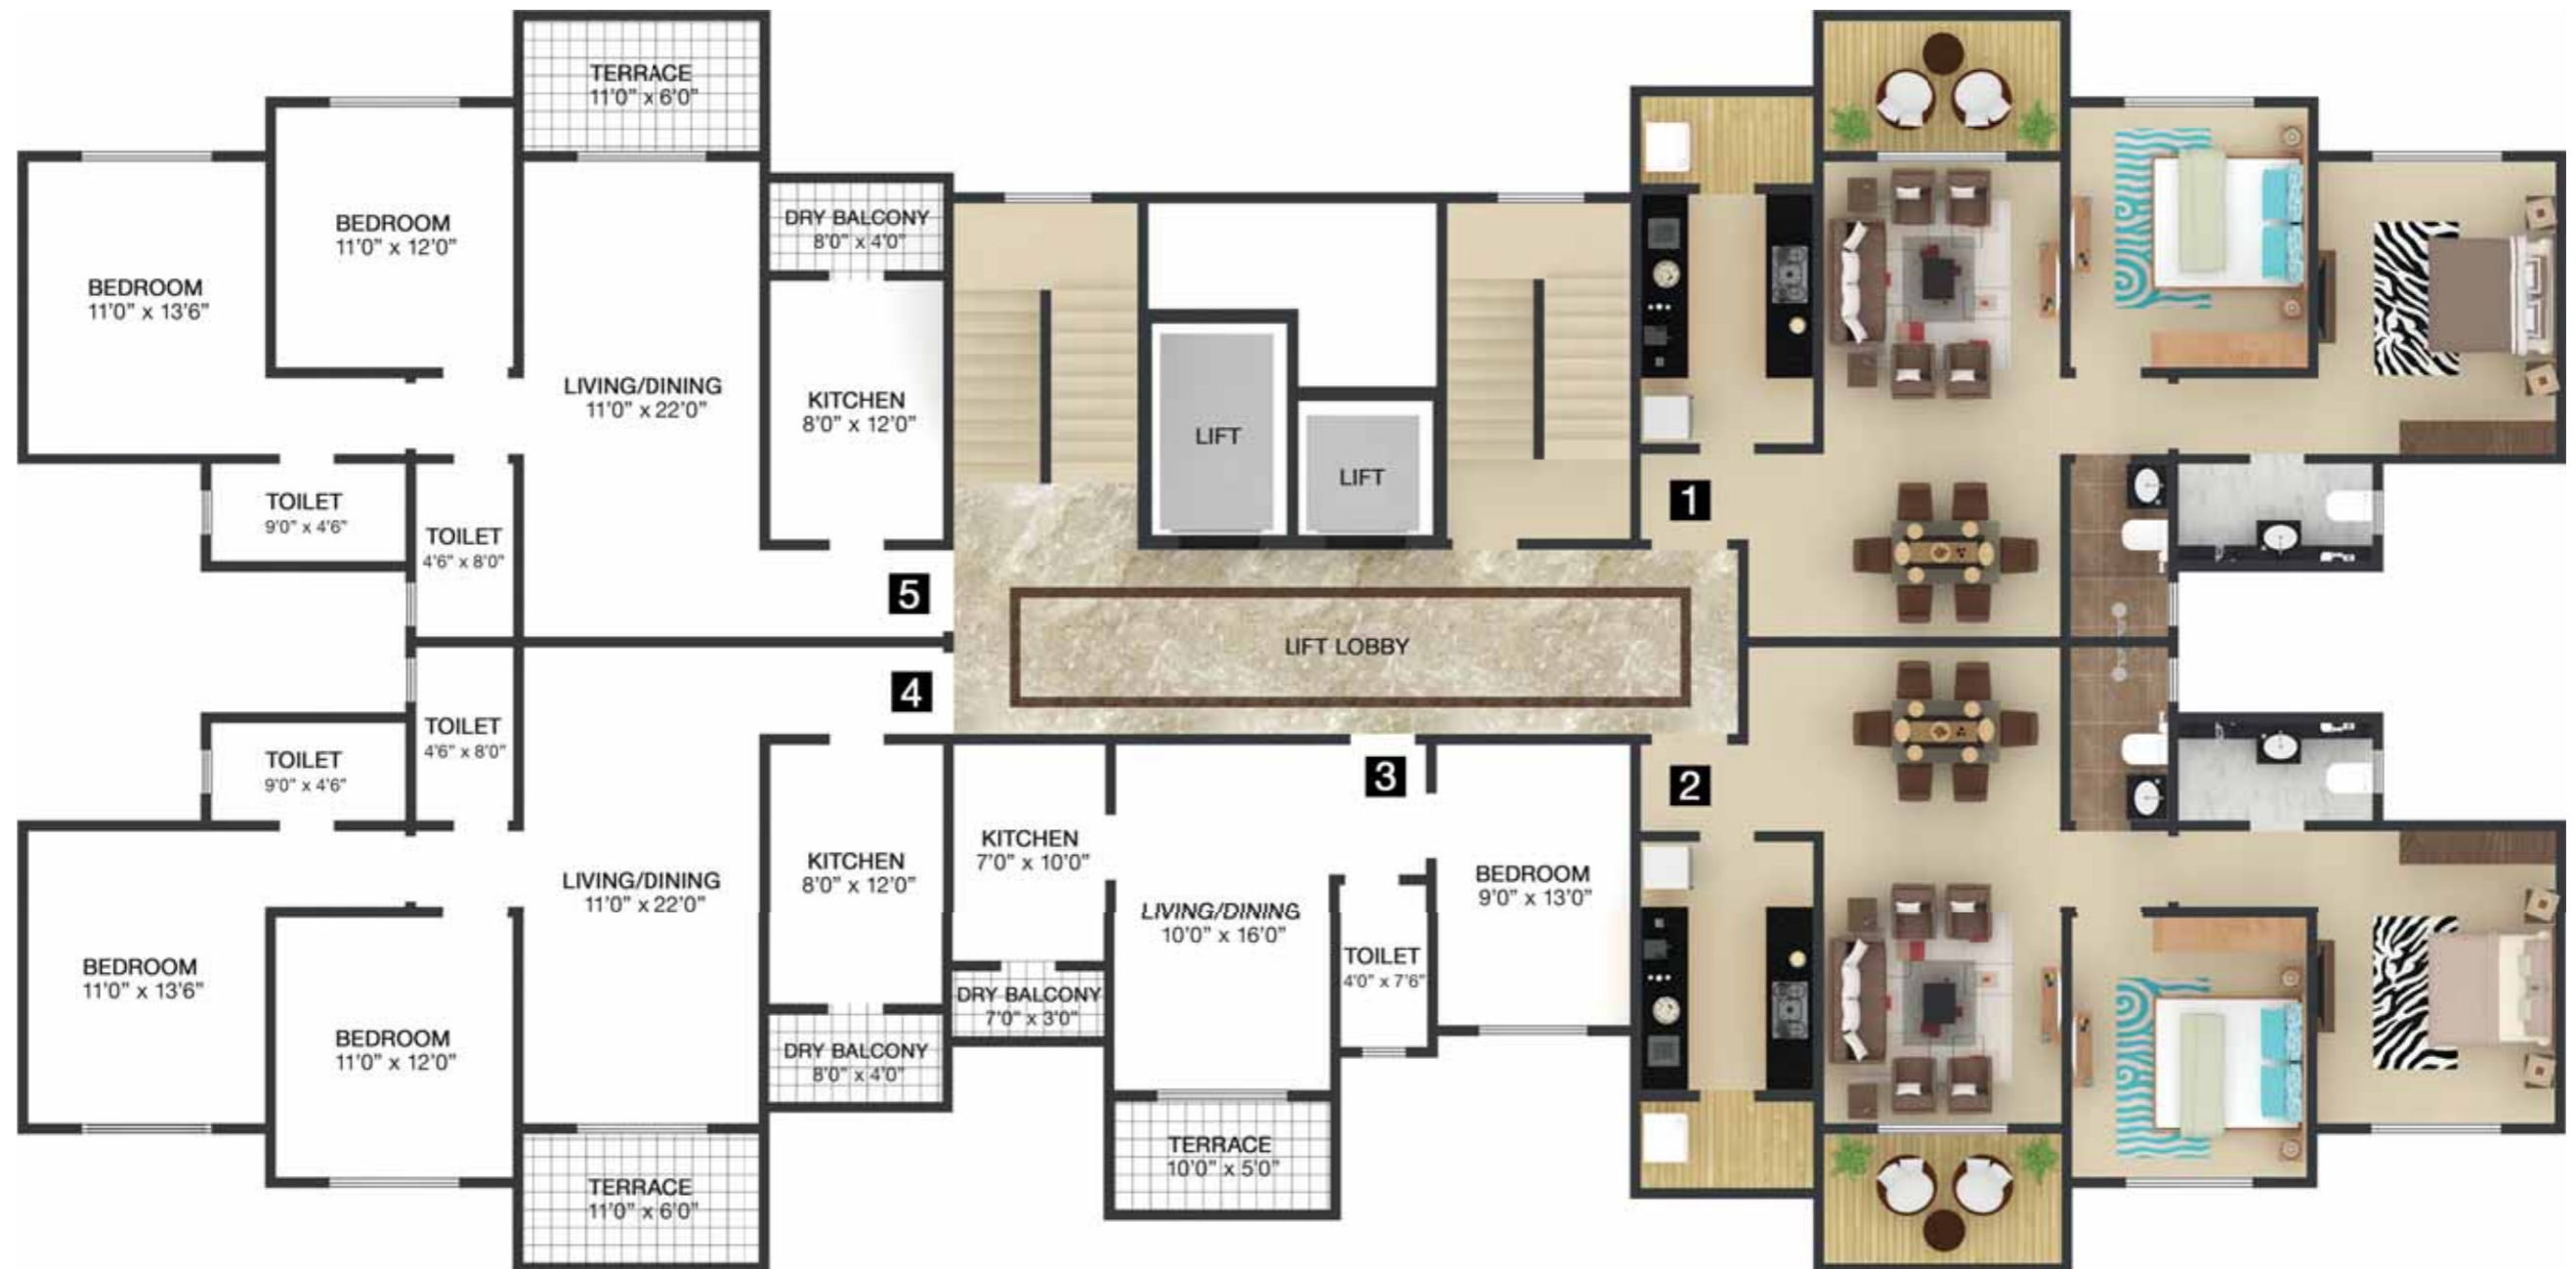 TERRACE
11'0" x 6'0"
BEDROOM
11'0" x 12'0"
DRY BALCONY
8'0" x 4'0"
BEDROOM
11'0" x 13'6"
LIVING/DINING
11'0" x 22'0"
KITCHEN
8'0" x 12'0"
LIFT
LIFT
TOILET
9'0" x 4'6"
TOILET
4'6" x 8'0"
1
5
LIFT LOBBY
4
TOILET
4'6" x 8'0"
TOILET
9'0" x 4'6"
3
2
KITCHEN
7'0" x 10'0"
KITCHEN
8'0" x 12'0"
LIVING/DINING
11'0" x 22'0"
BEDROOM
9'0" x 13'0"
LIVING/DINING
10'0" x 16'0"
TOILET
4'0" x 7'6"
BEDROOM
11'0" x 13'6"
DRY BALCONY
7'0" x 3'0"
BEDROOM
11'0" x 12'0"
DRY BALCONY
8'0" x 4'0"
TERRACE
10'0" x 5'0"
TERRACE
11'0" x 6'0"